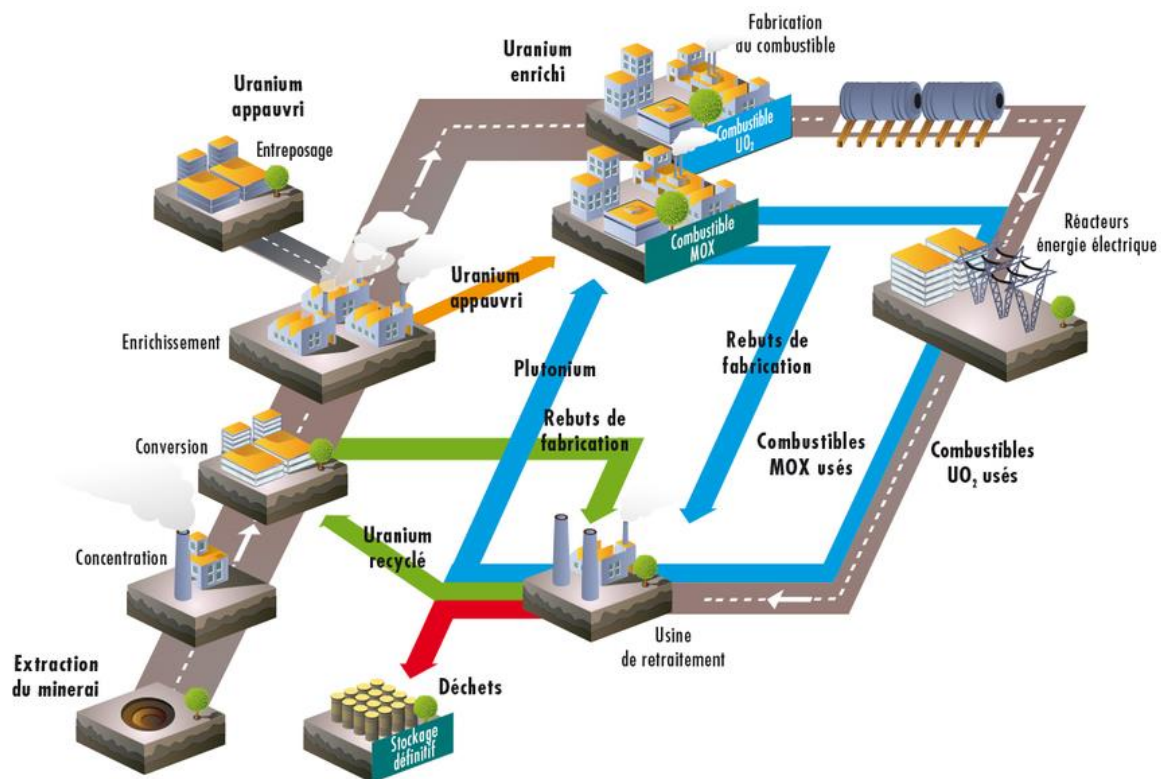 Fabrication
du combustible
Uranium
enrichi
Uranium
appauvri
Entreposage
Combustible
UO₂
Combustible
MOX
Réacteurs
énergie électrique
Uranium
appauvri
Enrichissement
Plutonium
Rebuts de
fabrication
Rebuts de
fabrication
Conversion
Combustibles
MOX usés
Combustibles
UO₂ usés
Uranium
recyclé
Concentration
Usine
de retraitement
Extraction
du minerai
Déchets
Stockage
définitif